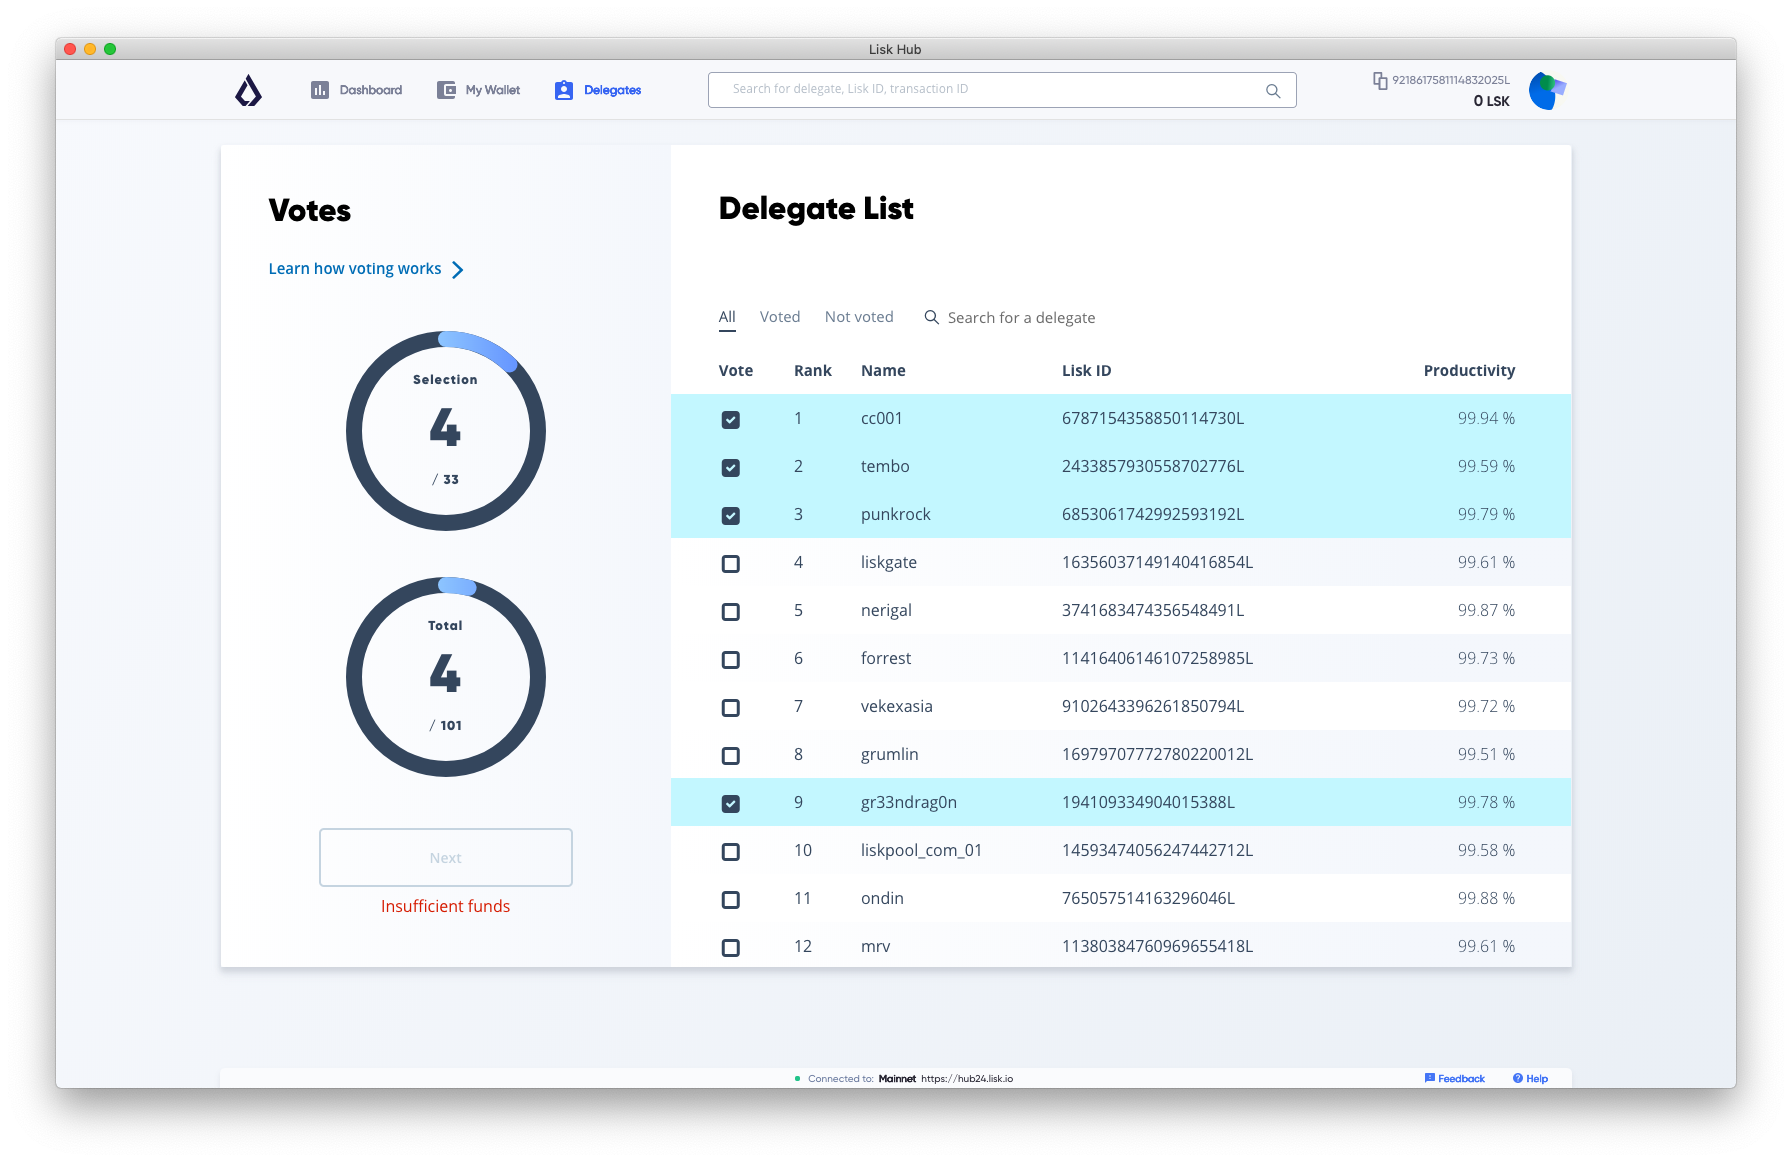 Lisk Hub
Dashboard
My Wallet
Delegates
Search for delegate, Lisk ID, transaction ID
9218617581114832025L
0 LSK
Votes
Learn how voting works
Selection
4
/ 33
Total
4
/ 101
Next
Insufficient funds
Delegate List
All Voted Not voted Search for a delegate
Vote Rank Name Lisk ID Productivity
1 cc001 6787154358850114730L 99.94 %
2 tembo 2433857930558702776L 99.59 %
3 punkrock 6853061742992593192L 99.79 %
4 liskgate 16356037149140416854L 99.61 %
5 nerigal 3741683474356548491L 99.87 %
6 forrest 11416406146107258985L 99.73 %
7 vekexasia 9102643396261850794L 99.72 %
8 grumlin 16979707772780220012L 99.51 %
9 gr33ndrag0n 194109334904015388L 99.78 %
10 liskpool_com_01 14593474056247442712L 99.58 %
11 ondin 765057514163296046L 99.88 %
12 mrv 11380384760969655418L 99.61 %
Connected to: Mainnet https://hub24.lisk.io
Feedback
Help